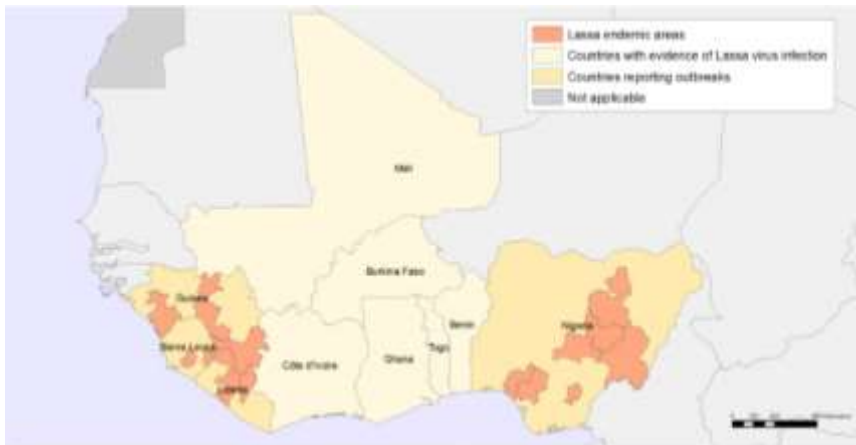 Lassa endemic areas
Countries with evidence of Lassa virus infection
Countries reporting outbreaks
Not applicable
Mali
Burkina Faso
Guinea
Nigeria
Benin
Sierra Leone
Togo
Côte d'Ivoire
Ghana
Liberia